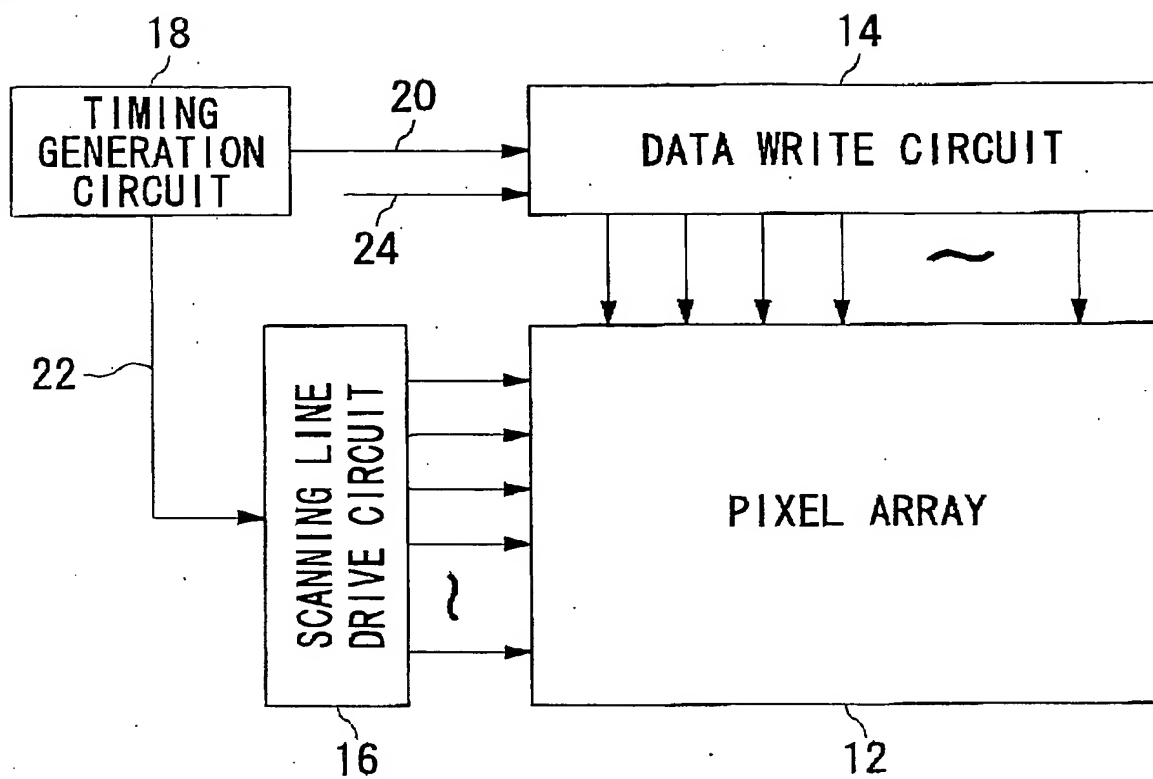 18
14
TIMING
GENERATION
CIRCUIT
20
DATA WRITE CIRCUIT
24
22
SCANNING LINE
DRIVE CIRCUIT
PIXEL ARRAY
16
12